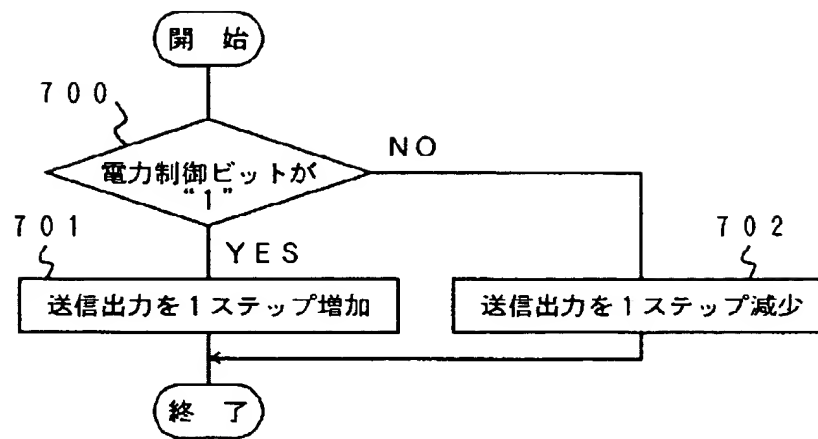 開 始
７００
電力制御ビットが
“１”
ＮＯ
７０１
ＹＥＳ
７０２
送信出力を１ステップ増加
送信出力を１ステップ減少
終 了